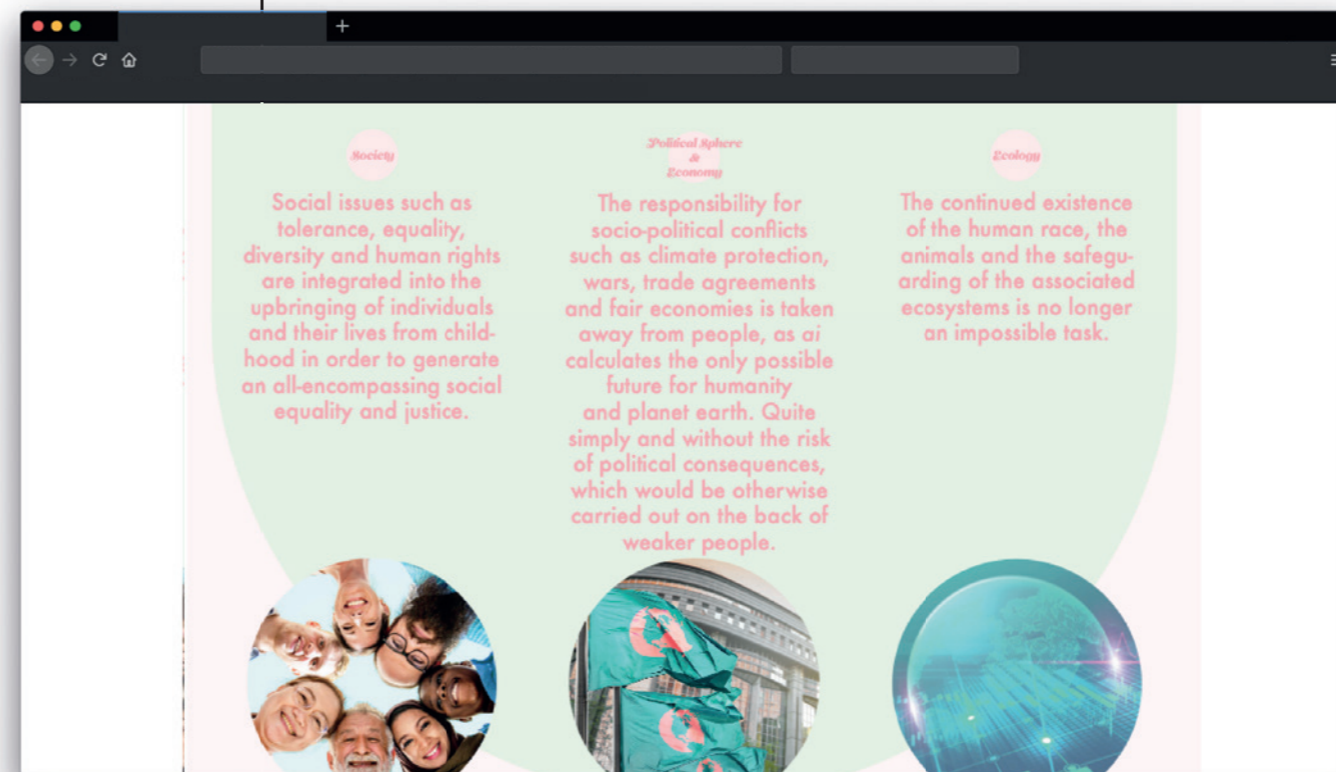 Society
Social issues such as
tolerance, equality,
diversity and human rights
are integrated into the
upbringing of individuals
and their lives from child-
hood in order to generate
an all-encompassing social
equality and justice.
Political Sphere
&
Economy
The responsibility for
socio-political conflicts
such as climate protection,
wars, trade agreements
and fair economies is taken
away from people, as ai
calculates the only possible
future for humanity
and planet earth. Quite
simply and without the risk
of political consequences,
which would be otherwise
carried out on the back of
weaker people.
Ecology
The continued existence
of the human race, the
animals and the safegu-
arding of the associated
ecosystems is no longer
an impossible task.